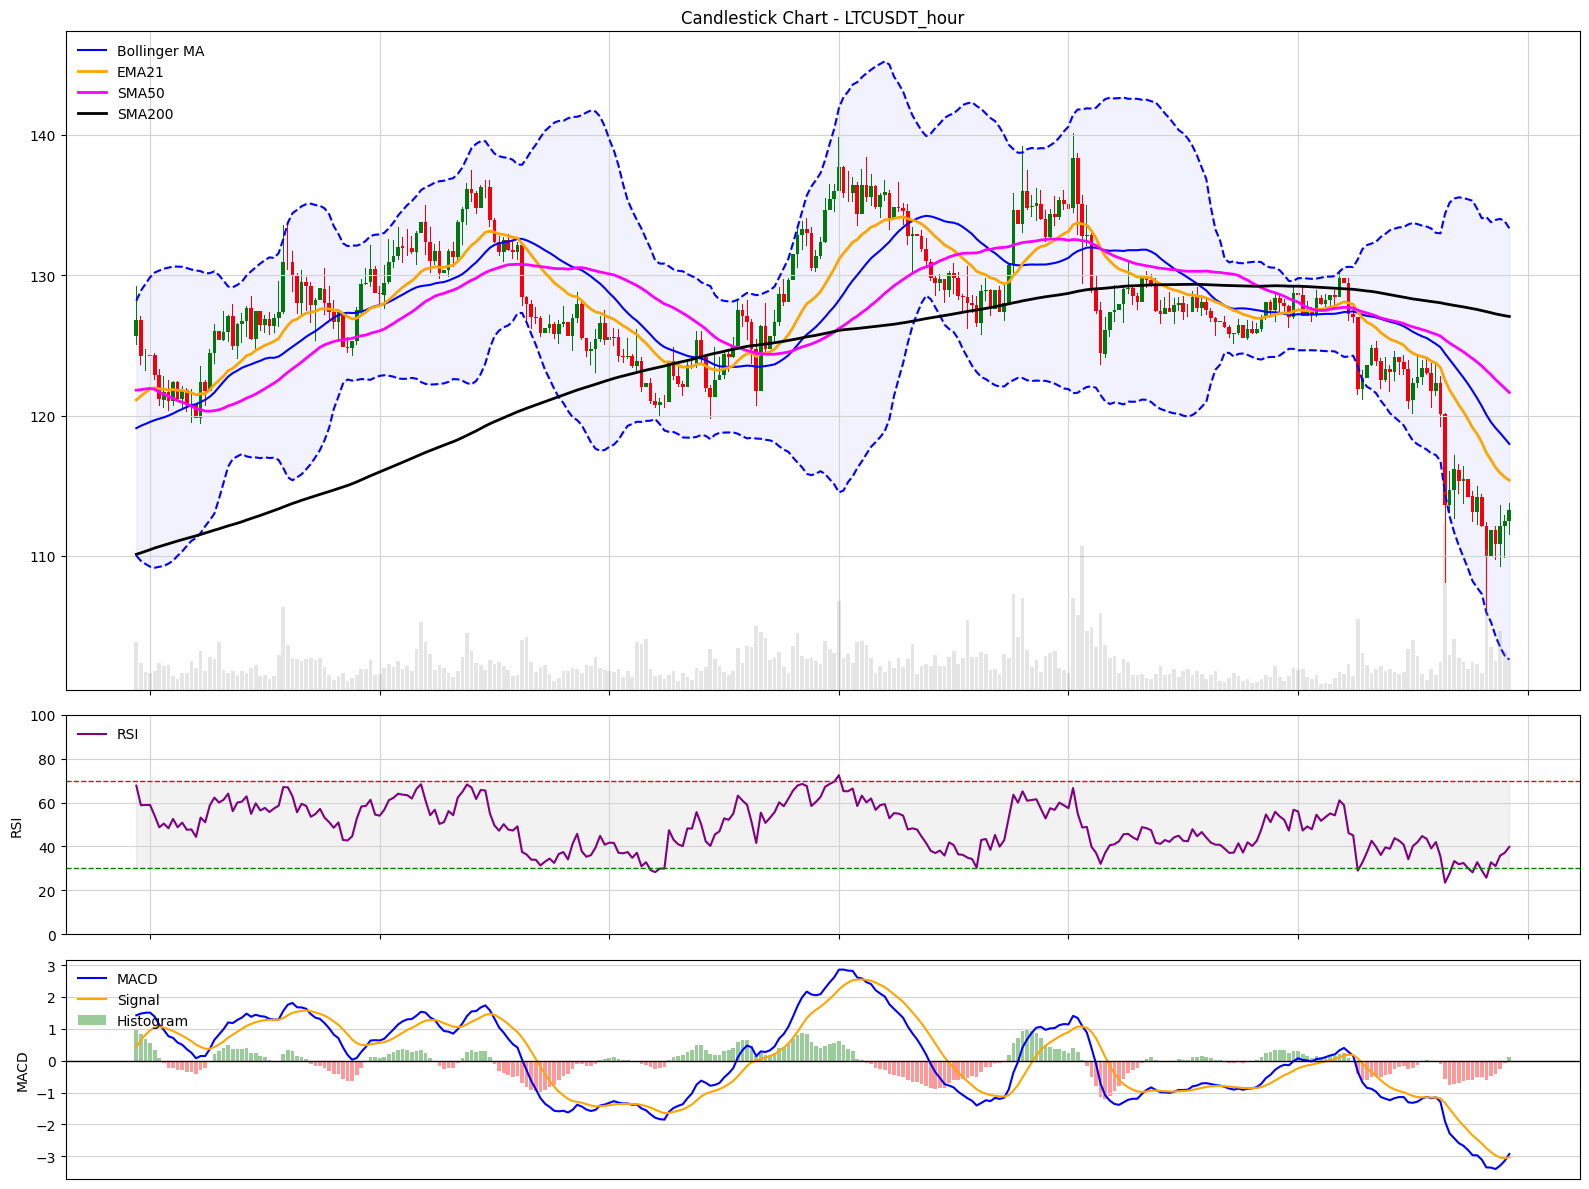 Candlestick Chart - LTCUSDT_hour
Bollinger MA
EMA21
SMA50
SMA200
140
130
120
110
RSI
100
80
60
40
20
0
RSI
MACD
Signal
Histogram
3
2
1
0
−1
−2
−3
MACD